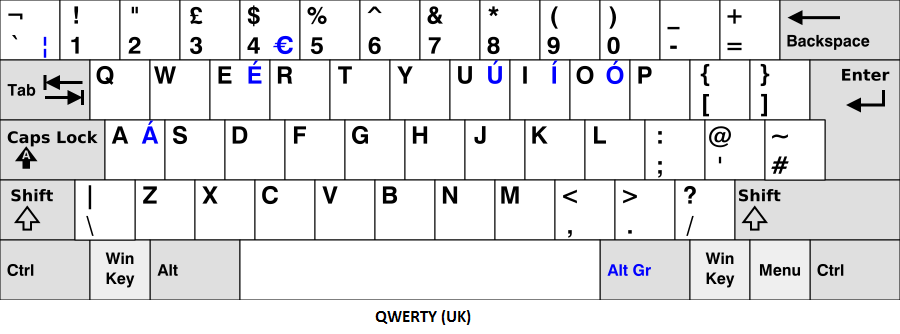 ¬ ! " £ $ % ^ & * ( ) _ +
` ¦ 1 2 3 4 € 5 6 7 8 9 0 - = Backspace
Tab Q W E É R T Y U Ú I Í O Ó P { } Enter
[ ]
Caps Lock A Á S D F G H J K L : @ ~
A ; ' #
Shift | Z X C V B N M < > ? Shift
\ , . /
Ctrl Win Key Alt Alt Gr Win Key Menu Ctrl
QWERTY (UK)